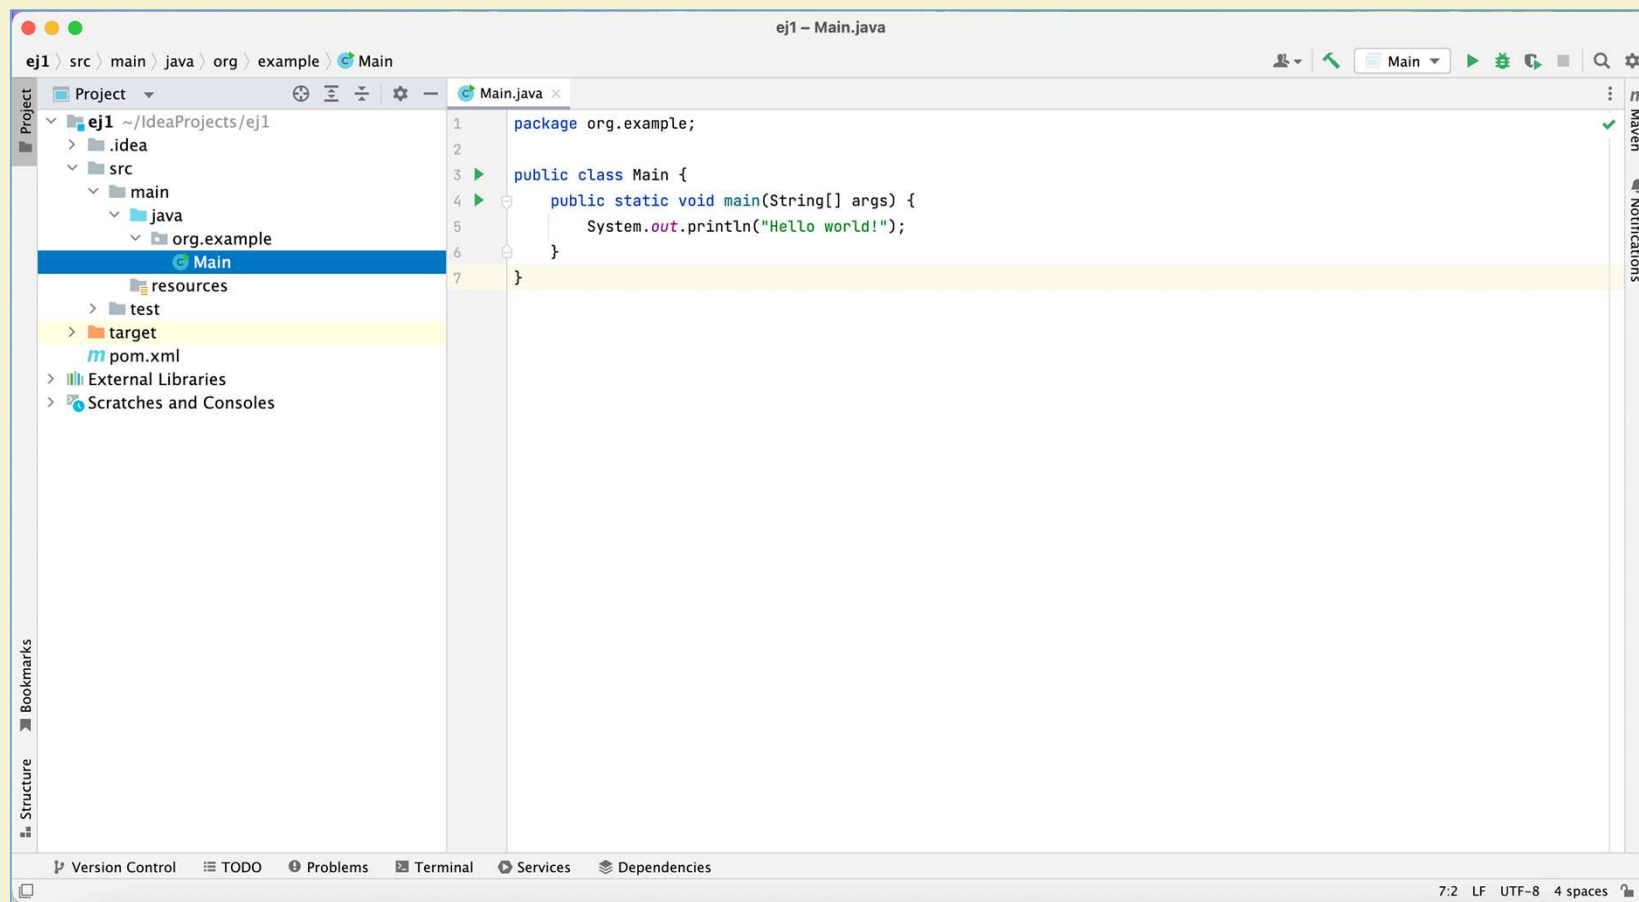 ej1 – Main.java
ej1 〉 src 〉 main 〉 java 〉 org 〉 example 〉 Main
Main
Project
Project
Main.java
Maven
Notifications
ej1 ~/IdeaProjects/ej1
.idea
src
main
java
org.example
Main
resources
test
target
pom.xml
External Libraries
Scratches and Consoles
1 package org.example;
2
3 public class Main {
4 public static void main(String[] args) {
5 System.out.println("Hello world!");
6 }
7 }
Bookmarks
Structure
Version Control TODO Problems Terminal Services Dependencies
7:2 LF UTF-8 4 spaces